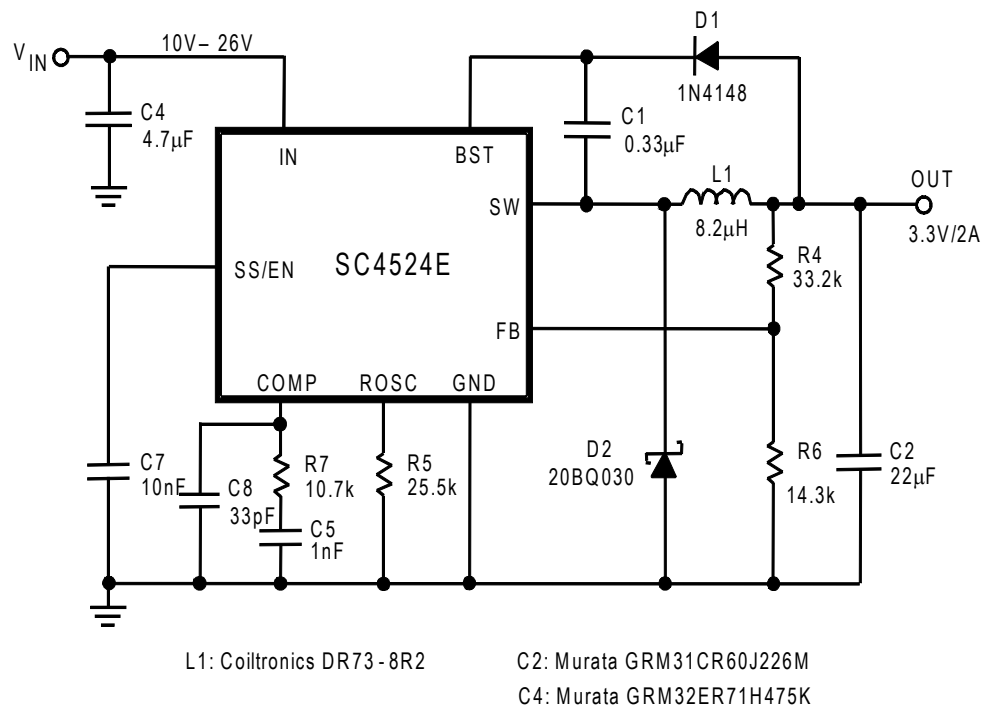 D1
V IN
10V– 26V
1N4148
C4
4.7µF
C1
0.33µF
IN
BST
L1
OUT
SW
8.2µH
3.3V/2A
SS/EN
SC4524E
R4
33.2k
FB
COMP
ROSC
GND
D2
20BQ030
R6
14.3k
C2
22µF
C7
10nF
C8
33pF
R7
10.7k
R5
25.5k
C5
1nF
L1: Coiltronics DR73 - 8R2
C2: Murata GRM31CR60J226M
C4: Murata GRM32ER71H475K